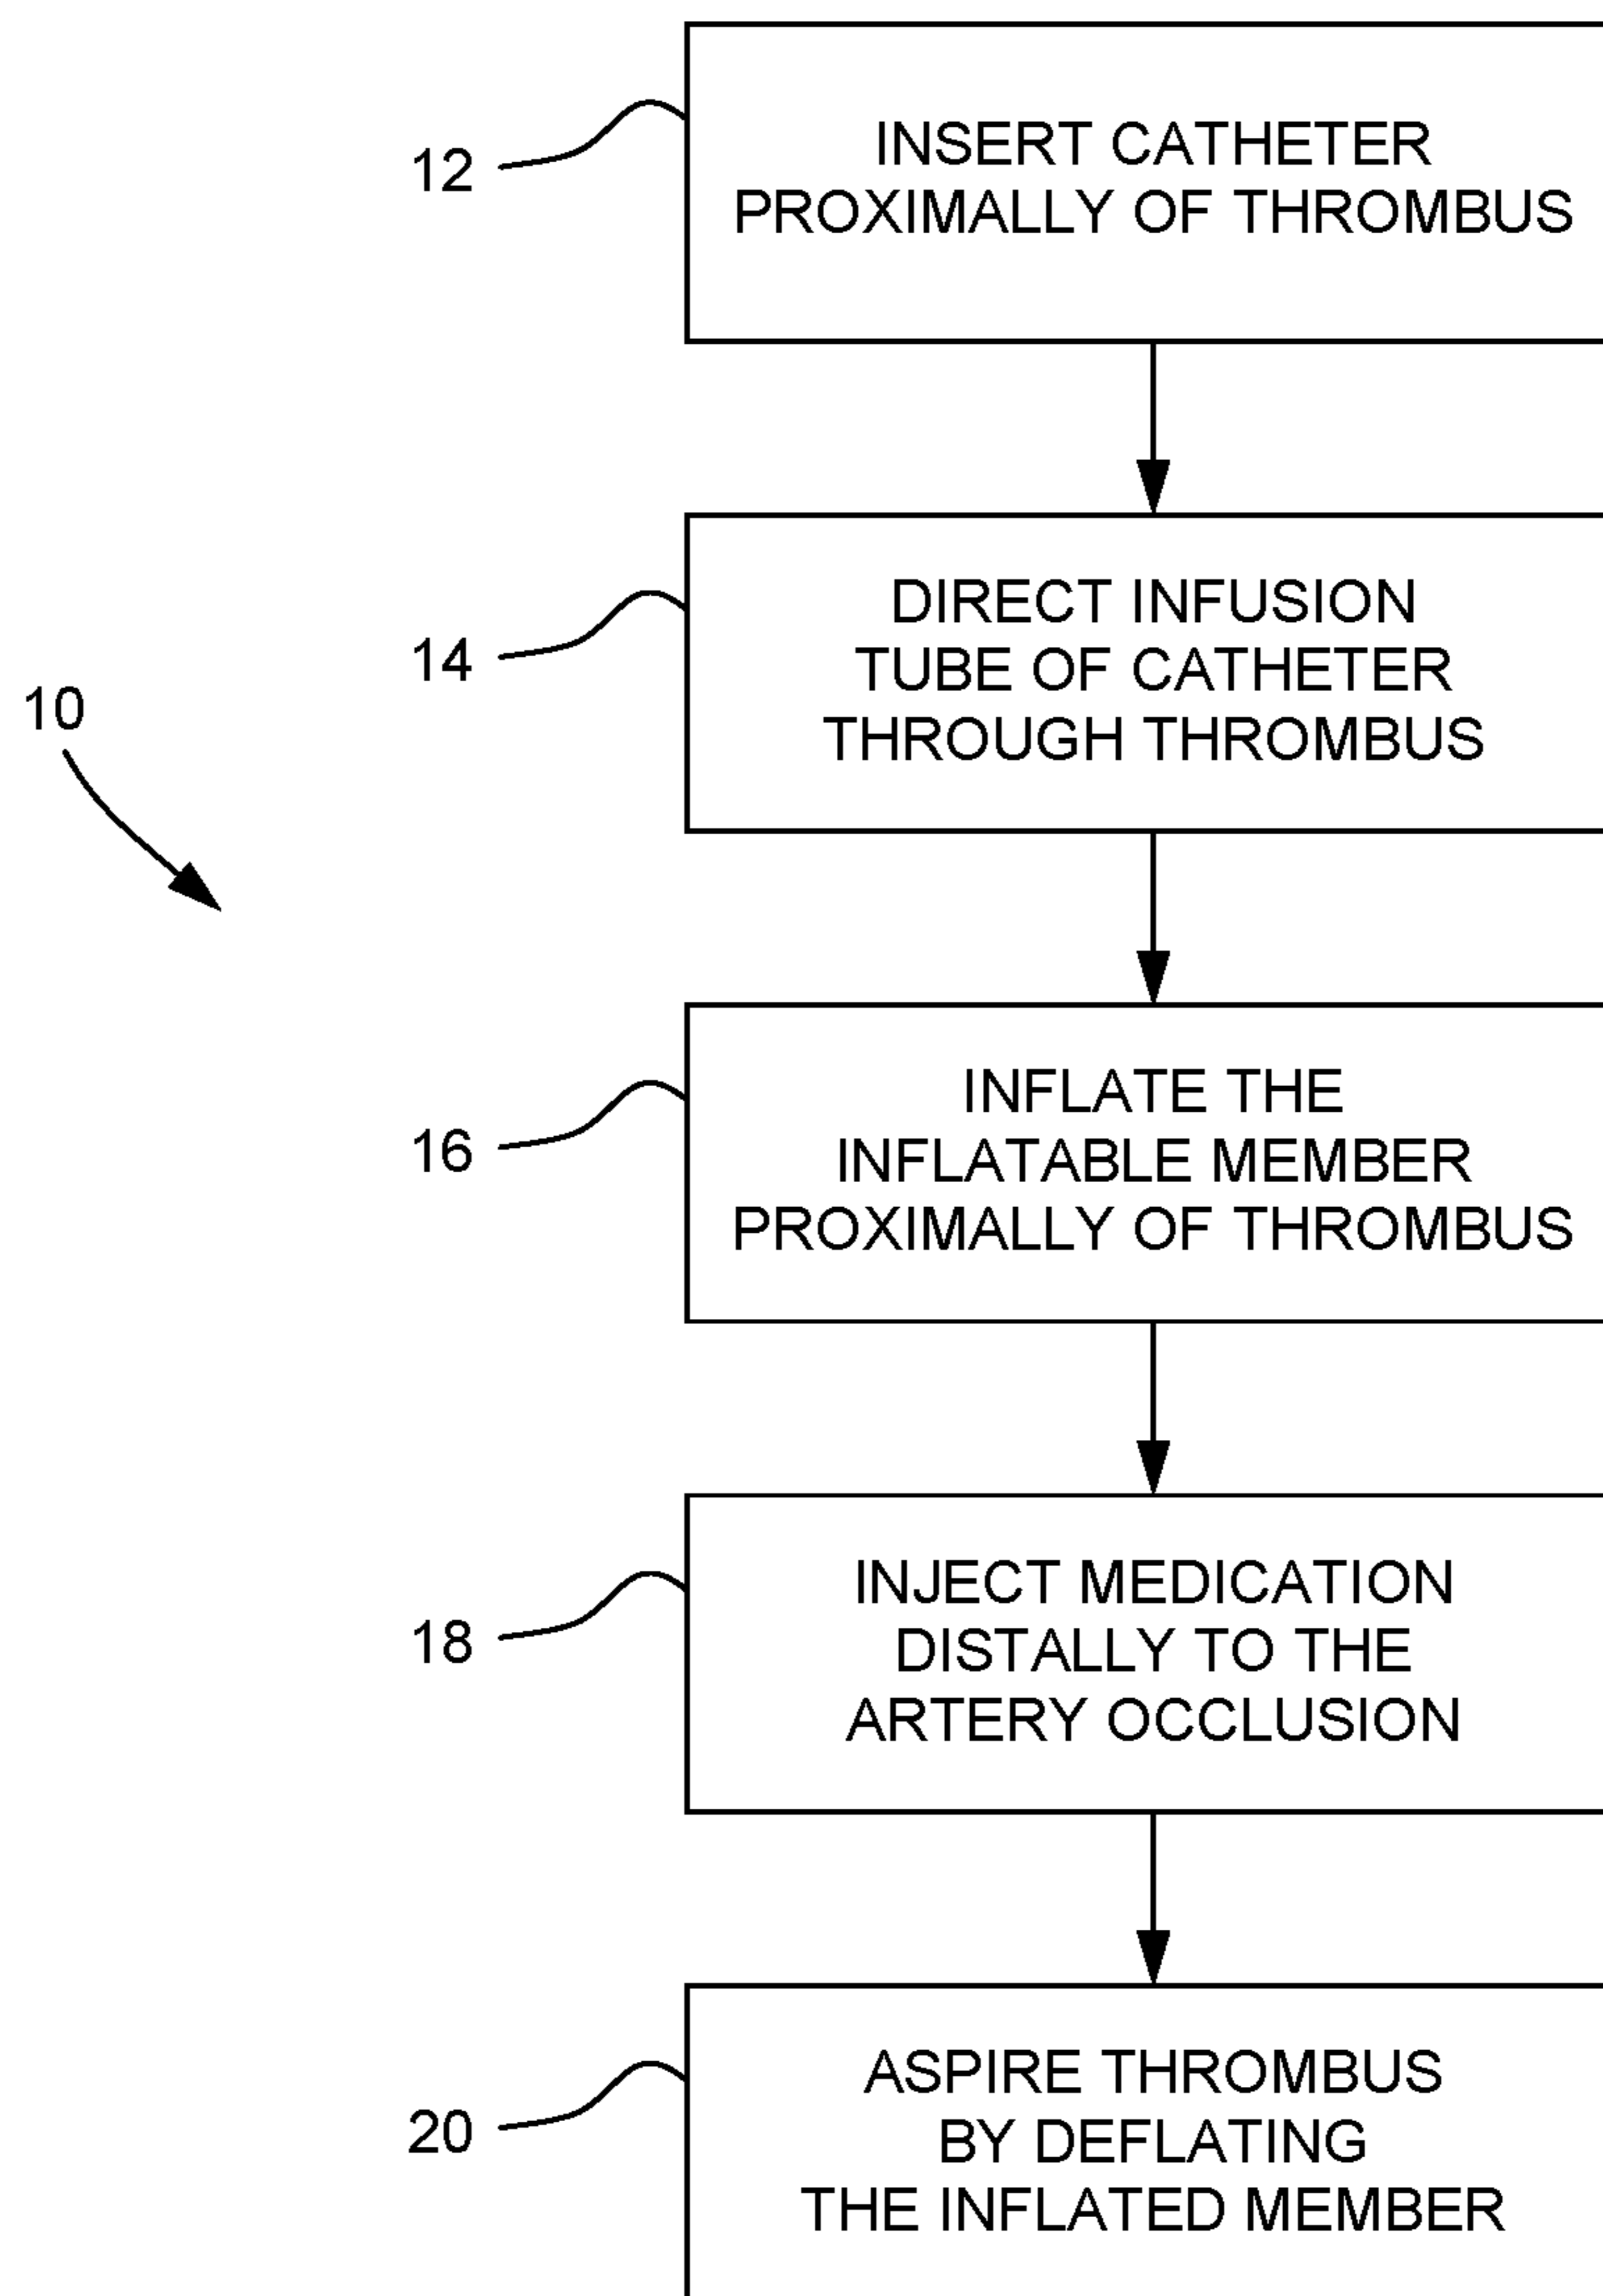 12
INSERT CATHETER
PROXIMALLY OF THROMBUS
14
DIRECT INFUSION
TUBE OF CATHETER
THROUGH THROMBUS
10
16
INFLATE THE
INFLATABLE MEMBER
PROXIMALLY OF THROMBUS
18
INJECT MEDICATION
DISTALLY TO THE
ARTERY OCCLUSION
20
ASPIRE THROMBUS
BY DEFLATING
THE INFLATED MEMBER